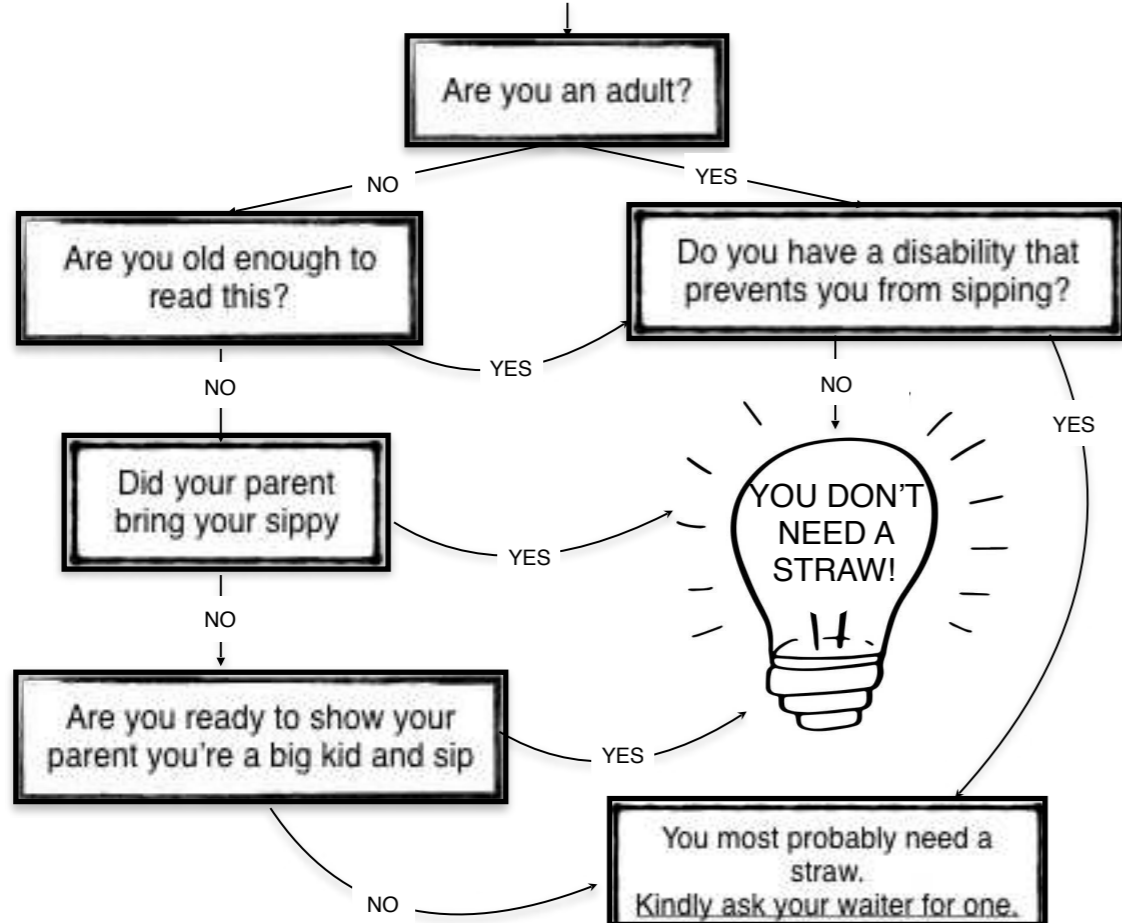 Are you an adult?
NO
YES
Are you old enough to
read this?
Do you have a disability that
prevents you from sipping?
YES
NO
NO
YES
Did your parent
bring your sippy
YOU DON'T
NEED A
STRAW!
YES
NO
Are you ready to show your
parent you're a big kid and sip
YES
You most probably need a
straw.
Kindly ask your waiter for one.
NO